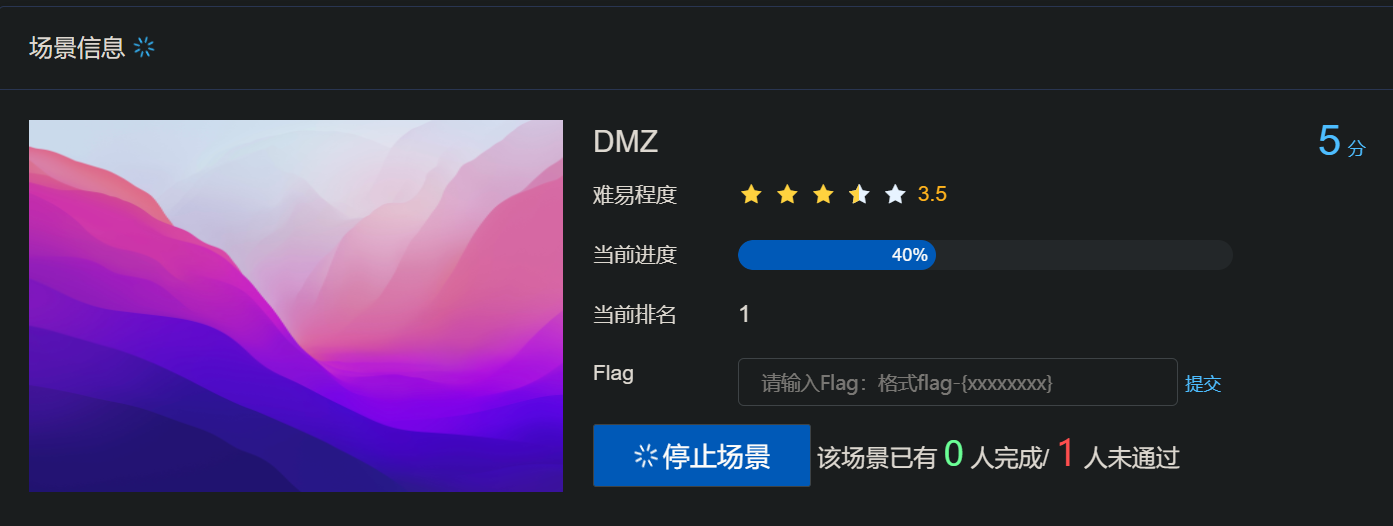 场景信息
DMZ
5 分
难易程度 3.5
当前进度 40%
当前排名 1
Flag 请输入Flag：格式flag-{xxxxxxxx} 提交
停止场景 该场景已有 0 人完成/ 1 人未通过